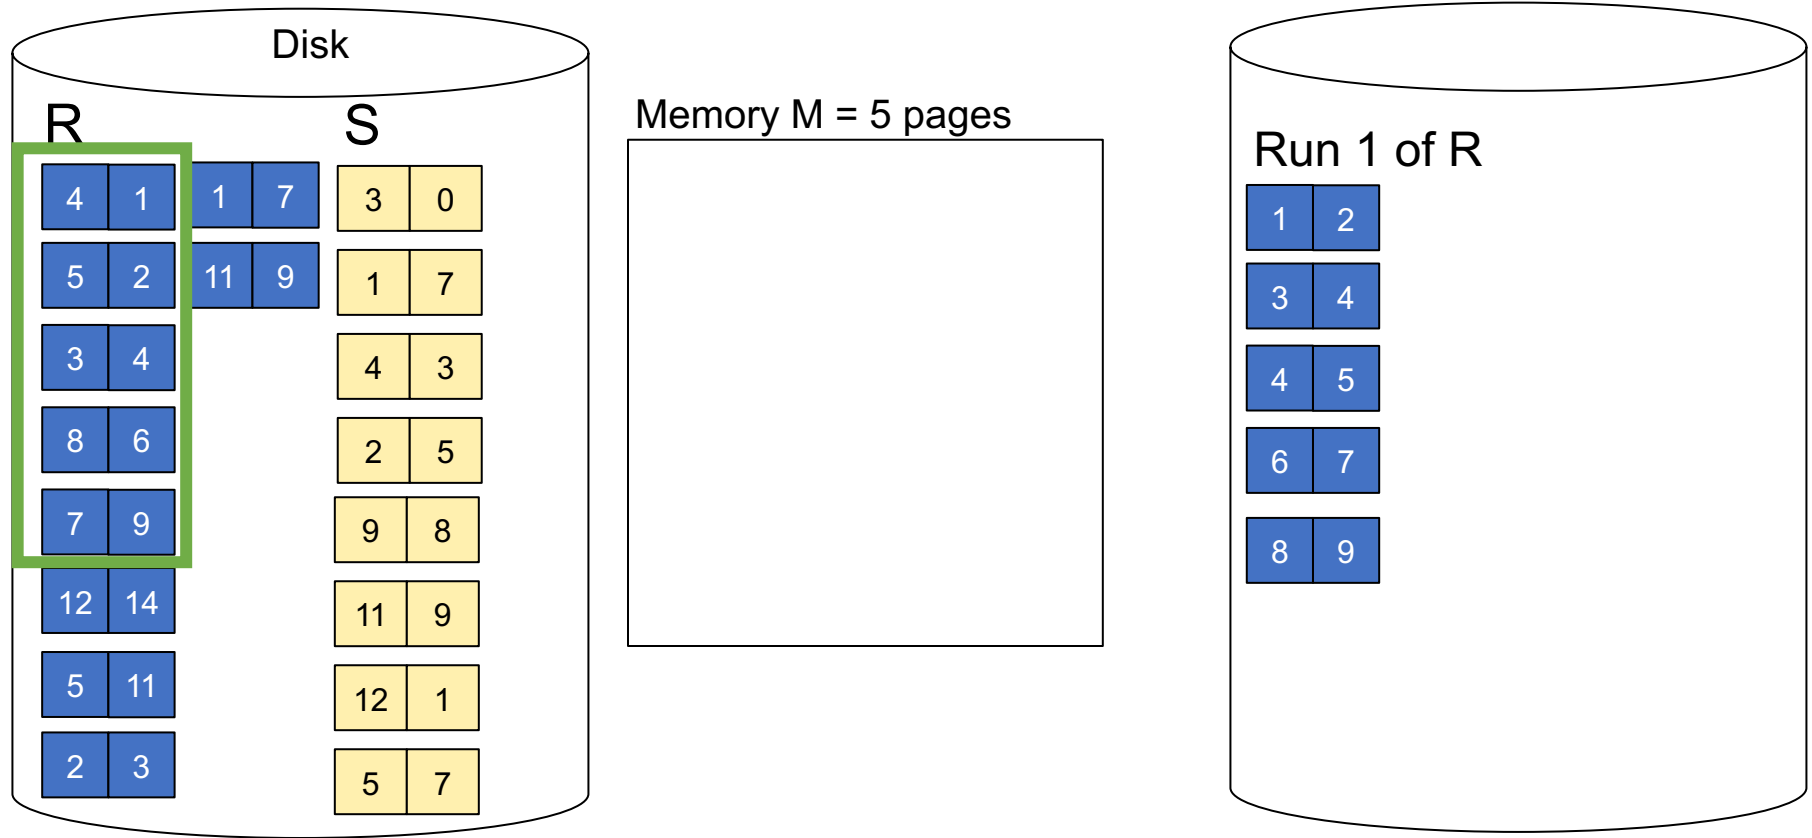 Disk
R S
Memory M = 5 pages
Run 1 of R
4 1 1 7 3 0
5 2 11 9 1 7
3 4 4 3
8 6 2 5
7 9 9 8
12 14 11 9
5 11 12 1
2 3 5 7
1 2
3 4
4 5
6 7
8 9